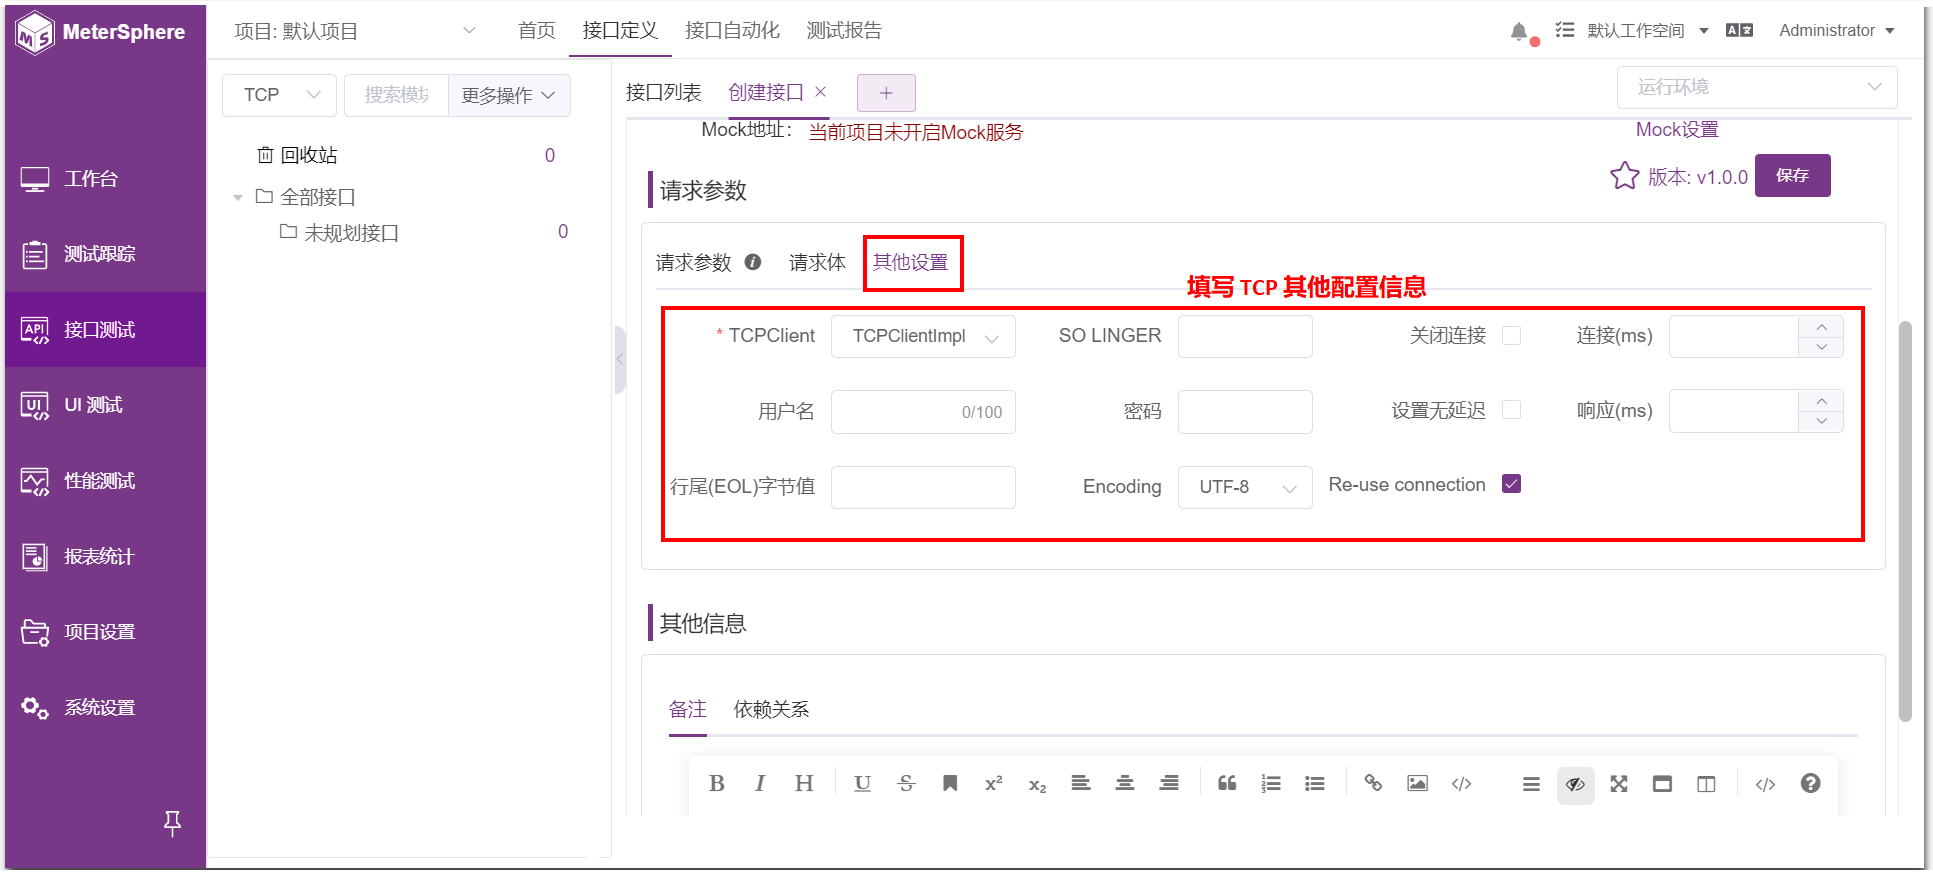 MeterSphere
项目: 默认项目
首页
接口定义
接口自动化
测试报告
默认工作空间
Administrator
工作台
测试跟踪
API
接口测试
UI
UI 测试
性能测试
报表统计
项目设置
系统设置
TCP
搜索模块
更多操作
回收站
0
全部接口
未规划接口
0
接口列表
创建接口
+
运行环境
Mock地址:
当前项目未开启Mock服务
Mock设置
版本: v1.0.0
保存
请求参数
请求参数
请求体
其他设置
填写 TCP 其他配置信息
* TCPClient
TCPClientImpl
SO LINGER
关闭连接
连接(ms)
用户名
0/100
密码
设置无延迟
响应(ms)
行尾(EOL)字节值
Encoding
UTF-8
Re-use connection
其他信息
备注
依赖关系